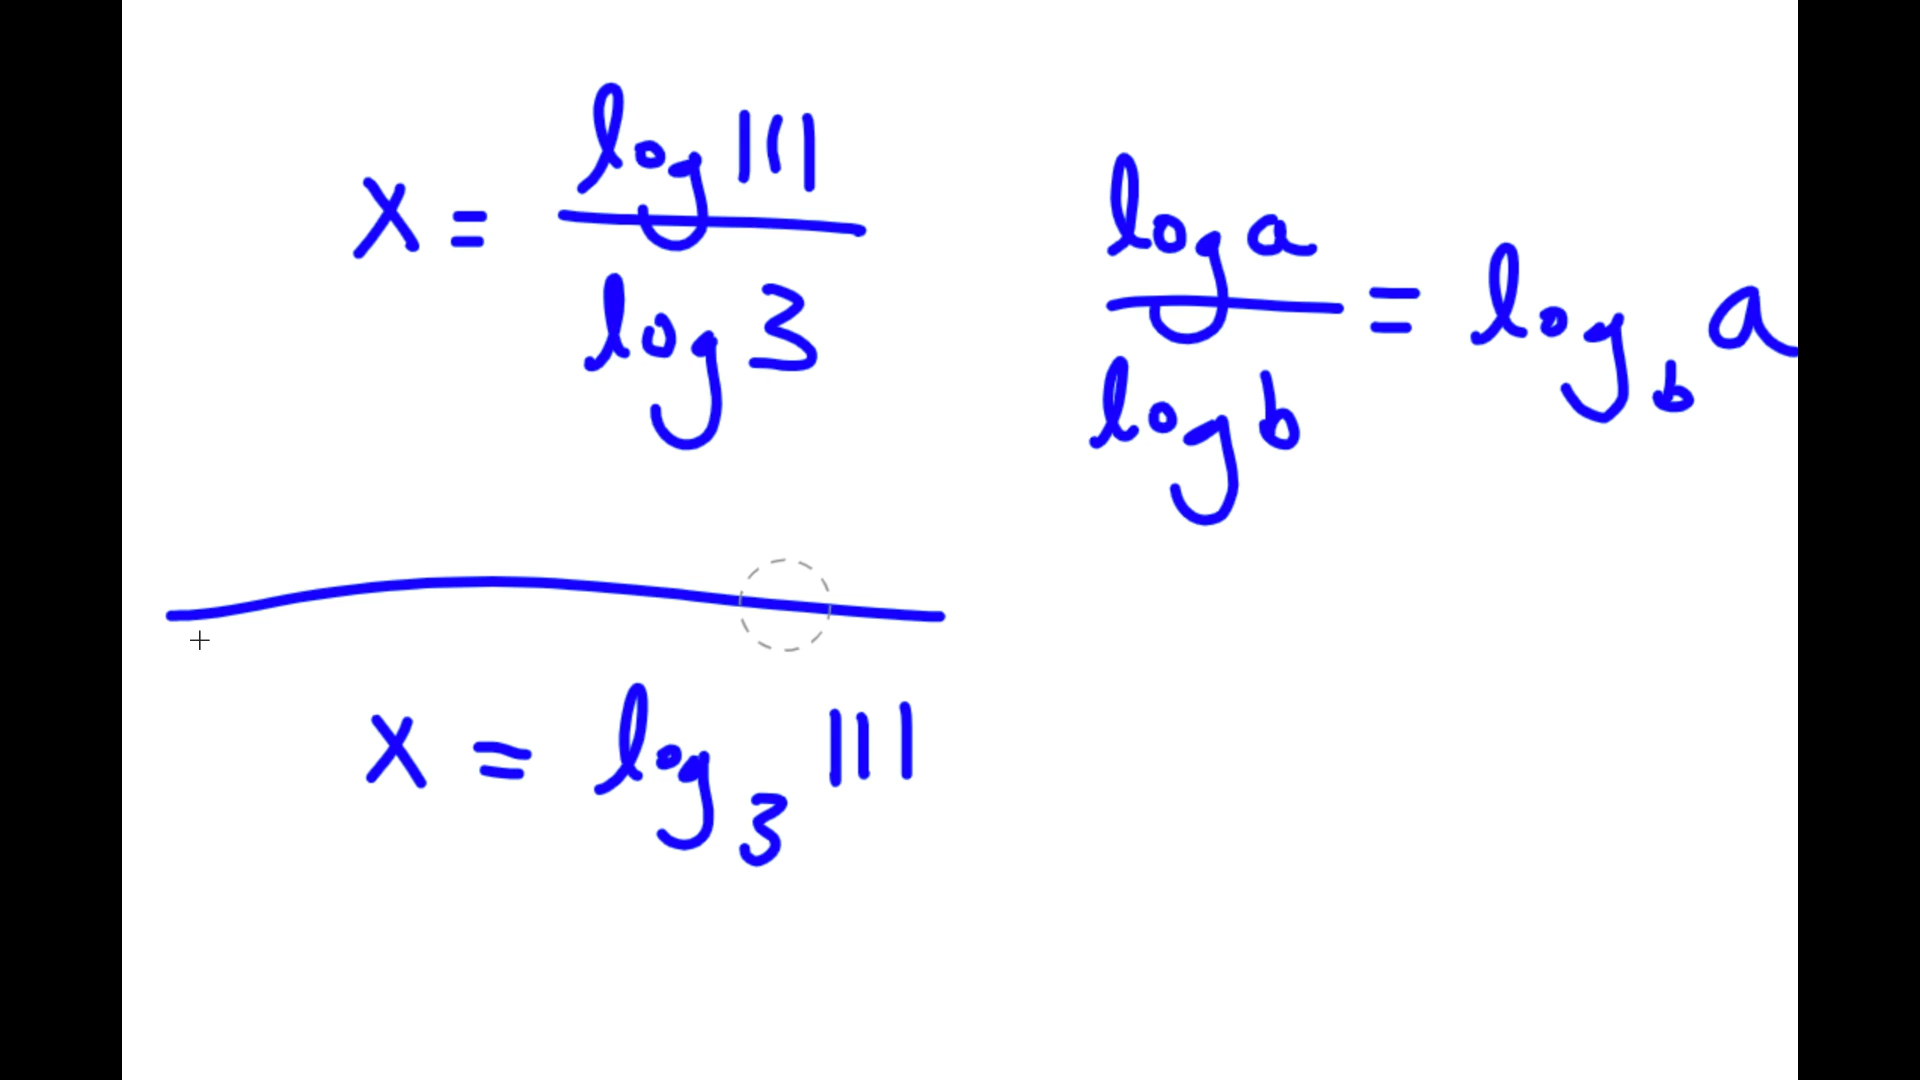 x = log 111 / log 3
log a / log b = log_b a
x = log_3 111